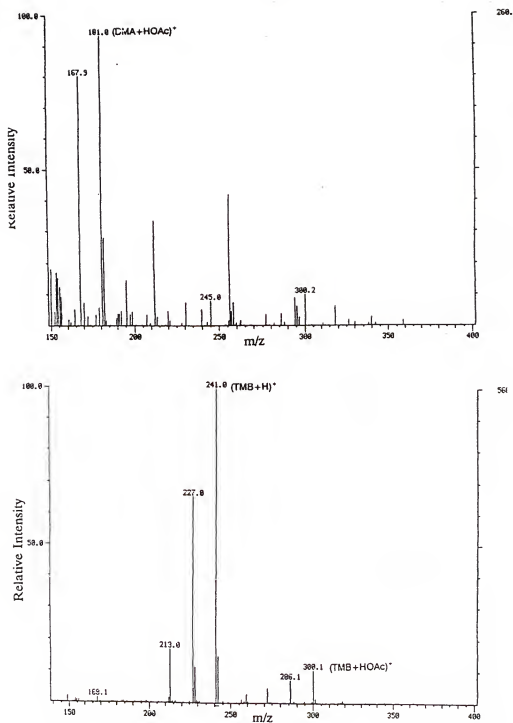 100.0
260.
181.0 (DMA+HOAc)⁺
167.9
Relative Intensity
50.0
245.0
300.2
150 200 250 300 350 400
m/z
100.0
241.0 (TMB+H)⁺
Relative Intensity
227.0
50.0
213.0
169.1
286.1
300.1 (TMB+HOAc)⁺
150 200 250 300 350 400
m/z